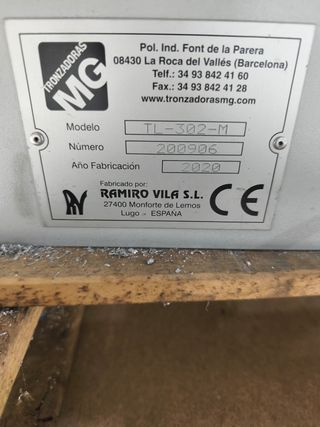 TRONZADORAS
MG
Pol. Ind. Font de la Parera
08430 La Roca del Vallés (Barcelona)
Telf.: 34 93 842 41 60
Fax.: 34 93 842 41 28
www.tronzadorasmg.com
Modelo TL-302-M
Número 200906
Año Fabricación 2020
Fabricado por:
RAMIRO VILA S.L.
27400 Monforte de Lemos
Lugo - ESPAÑA
CE